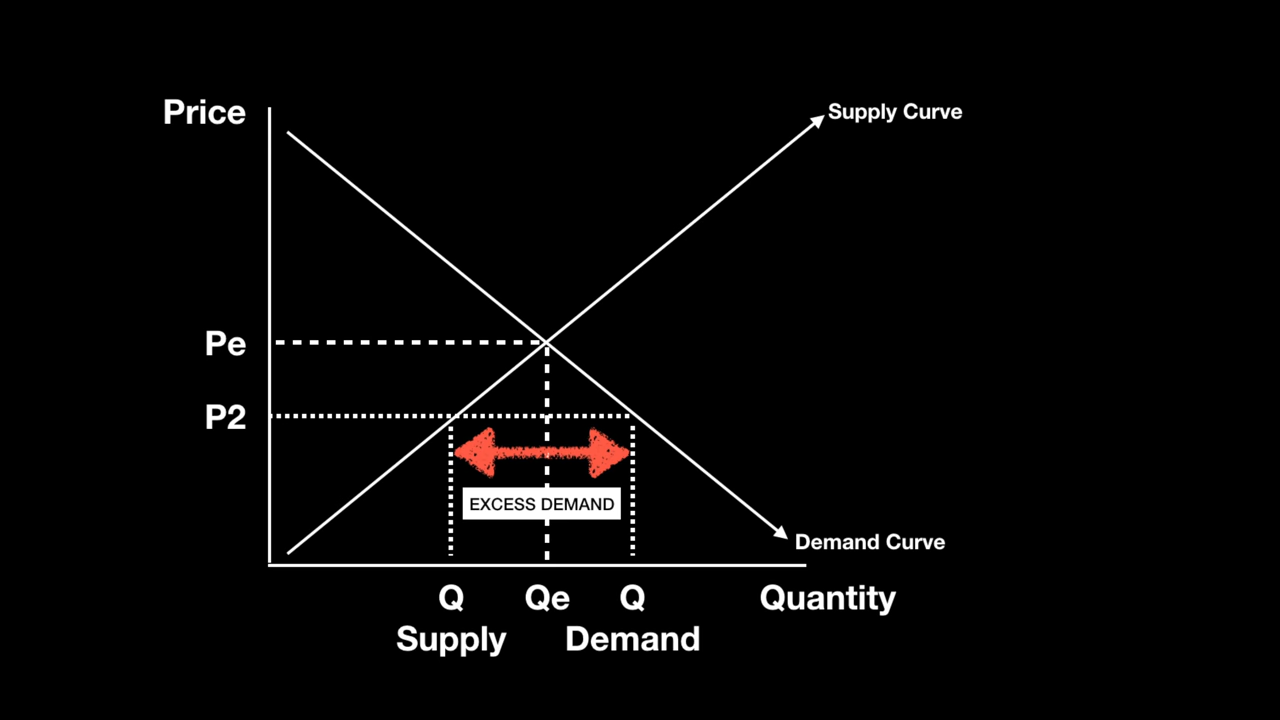 Price
Supply Curve
Pe
P2
EXCESS DEMAND
Demand Curve
Q Qe Q Quantity
Supply Demand